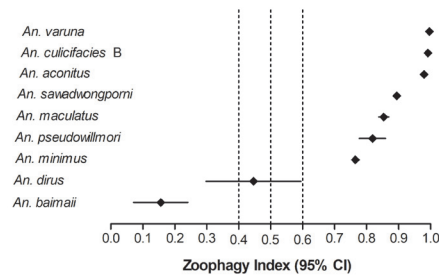 An. varuna
An. culicifacies B
An. aconitus
An. sawadwongporni
An. maculatus
An. pseudowillmori
An. minimus
An. dirus
An. baimaii
0.0 0.1 0.2 0.3 0.4 0.5 0.6 0.7 0.8 0.9 1.0
Zoophagy Index (95% CI)